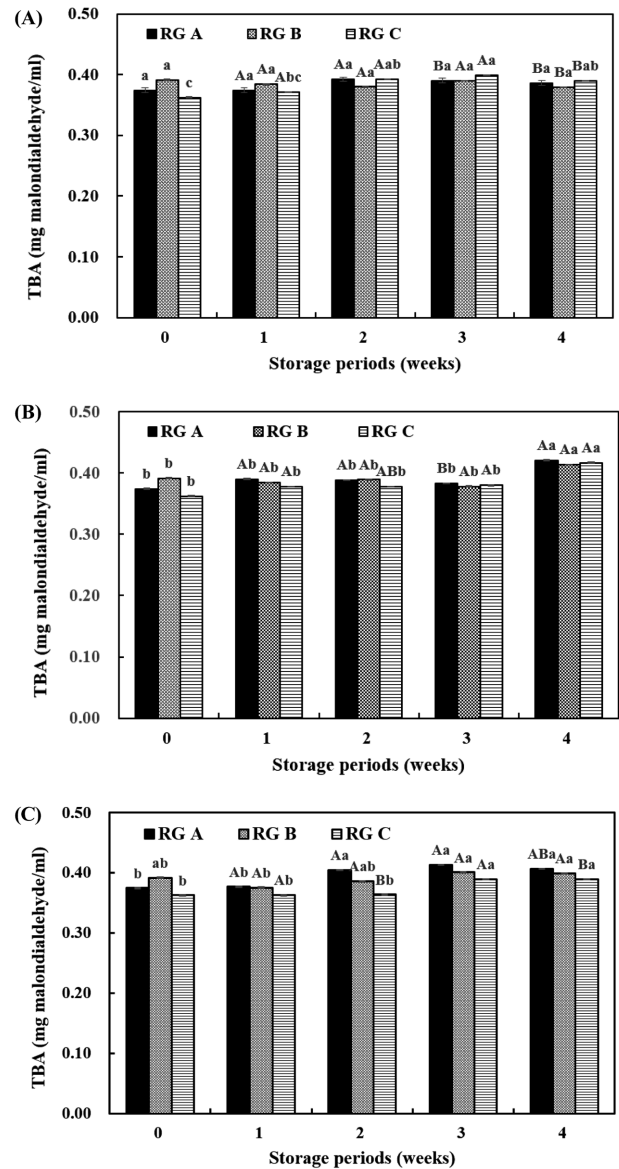 (A)
RG A RG B RG C
0.50
0.40
0.30
0.20
0.10
0.00
TBA (mg malondialdehyde/ml)
a a c Aa Aa Abc Aa Aa Aab Ba Aa Aa Ba Ba Bab
0 1 2 3 4
Storage periods (weeks)
(B)
RG A RG B RG C
0.50
0.40
0.30
0.20
0.10
0.00
TBA (mg malondialdehyde/ml)
b b b Ab Ab Ab Ab Ab ABb Bb Ab Ab Aa Aa Aa
0 1 2 3 4
Storage periods (weeks)
(C)
RG A RG B RG C
0.50
0.40
0.30
0.20
0.10
0.00
TBA (mg malondialdehyde/ml)
b ab b Ab Ab Ab Aa Aab Bb Aa Aa Aa ABa Aa Ba
0 1 2 3 4
Storage periods (weeks)